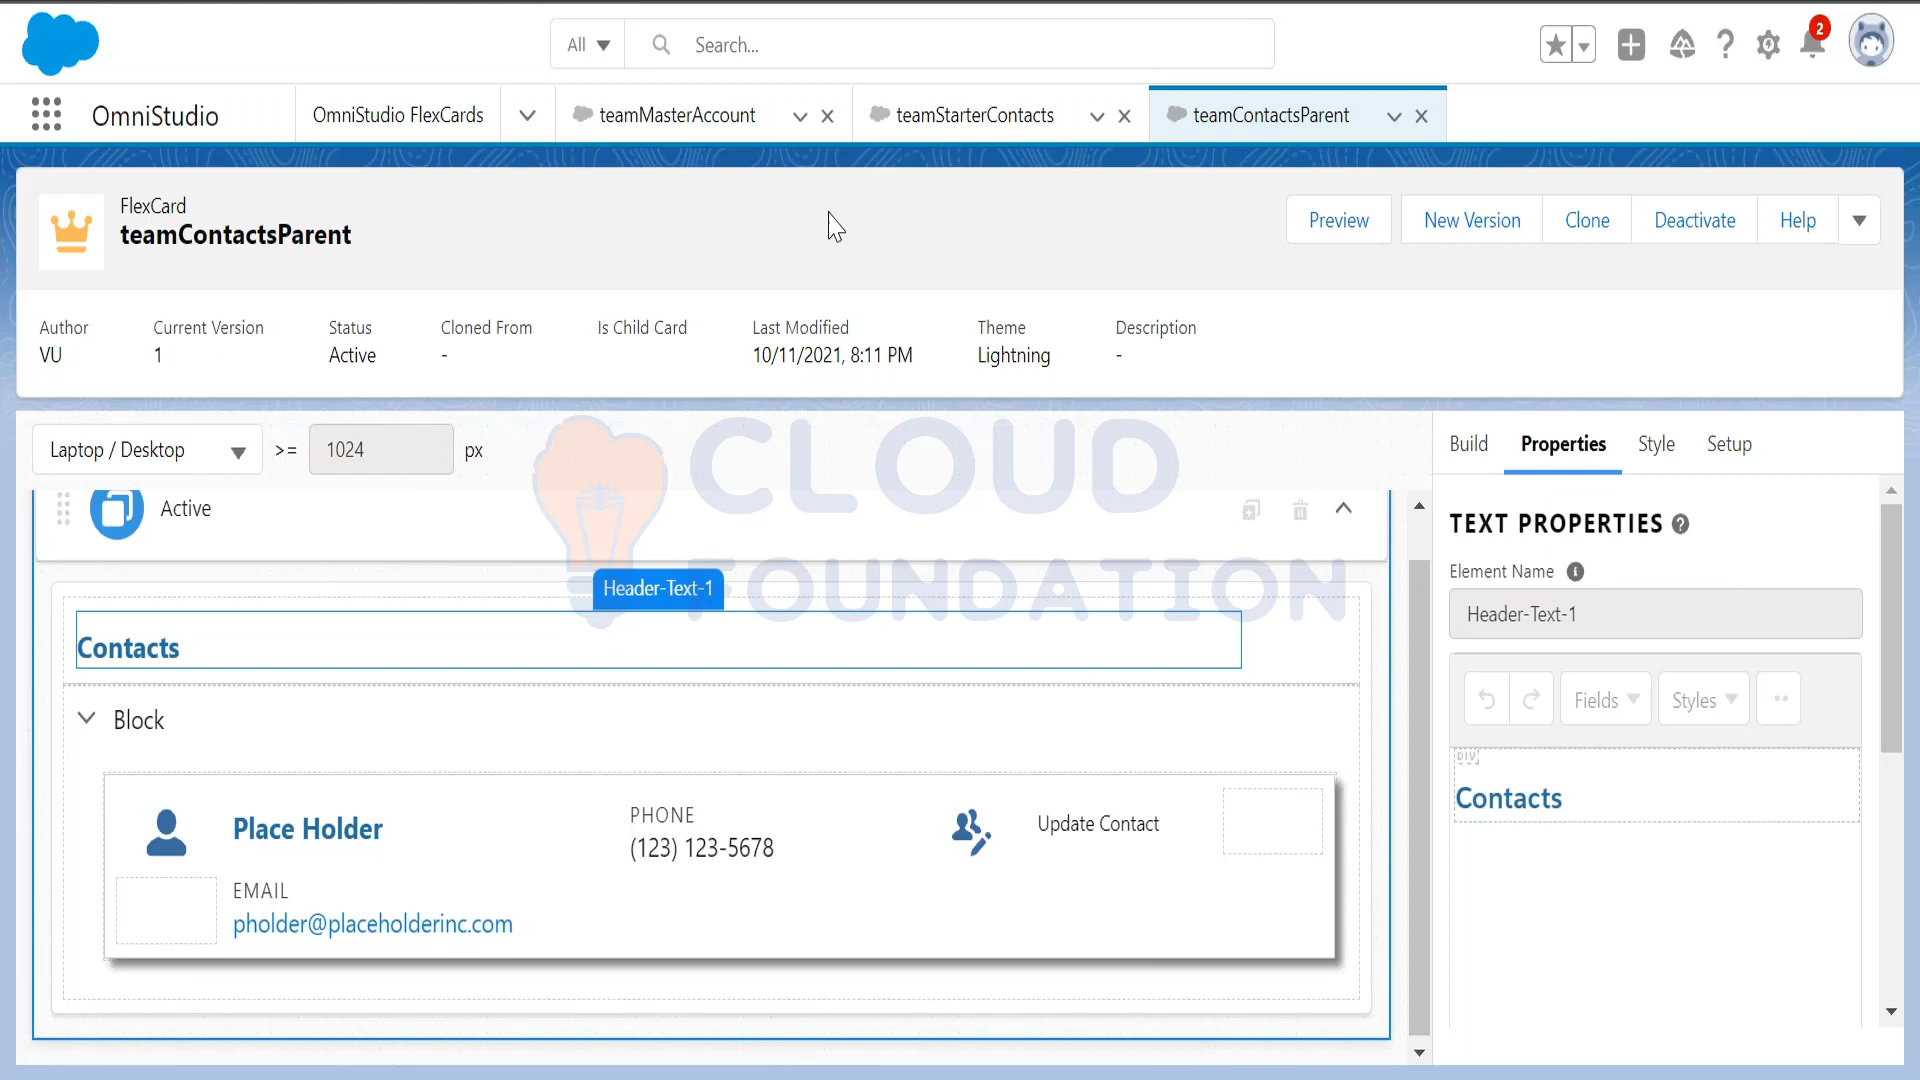 All
Search...
2
OmniStudio
OmniStudio FlexCards
teamMasterAccount
teamStarterContacts
teamContactsParent
FlexCard
teamContactsParent
Preview
New Version
Clone
Deactivate
Help
Author
VU
Current Version
1
Status
Active
Cloned From
-
Is Child Card
Last Modified
10/11/2021, 8:11 PM
Theme
Lightning
Description
-
Laptop / Desktop
>=
1024
px
CLOUD
FOUNDATION
Build
Properties
Style
Setup
Active
TEXT PROPERTIES
Element Name
Header-Text-1
Header-Text-1
Contacts
Fields
Styles
DIV
Contacts
Block
Place Holder
PHONE
(123) 123-5678
Update Contact
EMAIL
pholder@placeholderinc.com